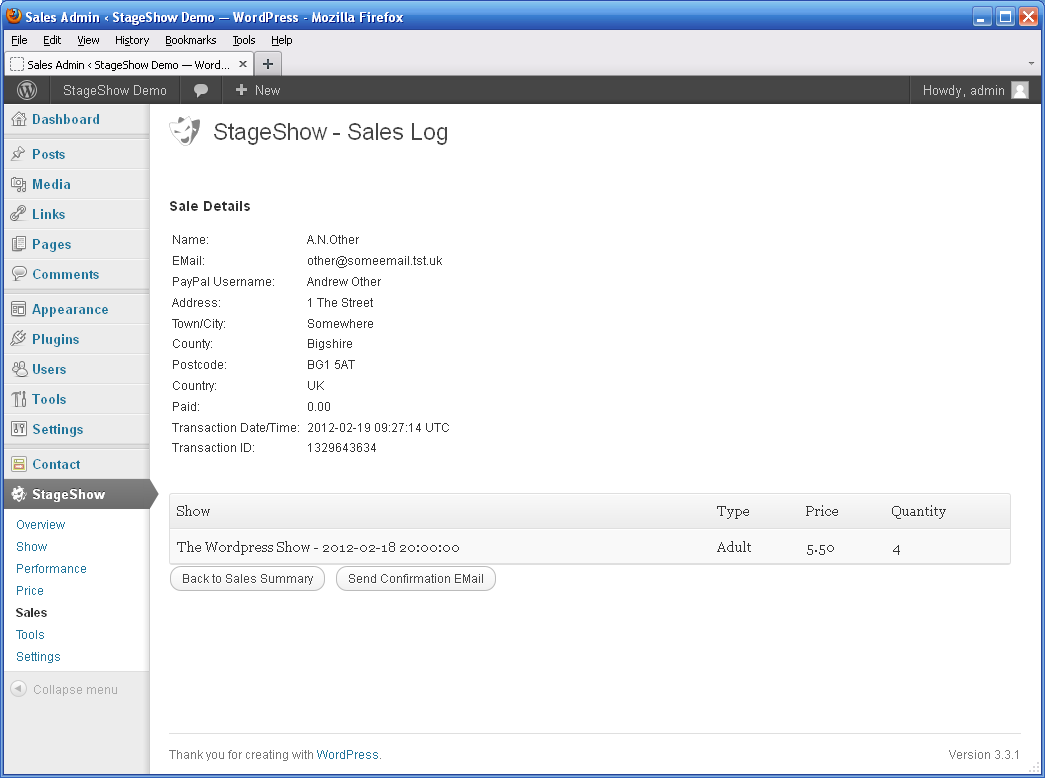 Sales Admin ‹ StageShow Demo — WordPress - Mozilla Firefox
File Edit View History Bookmarks Tools Help
Sales Admin ‹ StageShow Demo — Word...
StageShow Demo New Howdy, admin
Dashboard
Posts
Media
Links
Pages
Comments
Appearance
Plugins
Users
Tools
Settings
Contact
StageShow
Overview
Show
Performance
Price
Sales
Tools
Settings
Collapse menu
StageShow - Sales Log
Sale Details
Name: A.N.Other
EMail: other@someemail.tst.uk
PayPal Username: Andrew Other
Address: 1 The Street
Town/City: Somewhere
County: Bigshire
Postcode: BG1 5AT
Country: UK
Paid: 0.00
Transaction Date/Time: 2012-02-19 09:27:14 UTC
Transaction ID: 1329643634
Show Type Price Quantity
The Wordpress Show - 2012-02-18 20:00:00 Adult 5.50 4
Back to Sales Summary Send Confirmation EMail
Thank you for creating with WordPress. Version 3.3.1